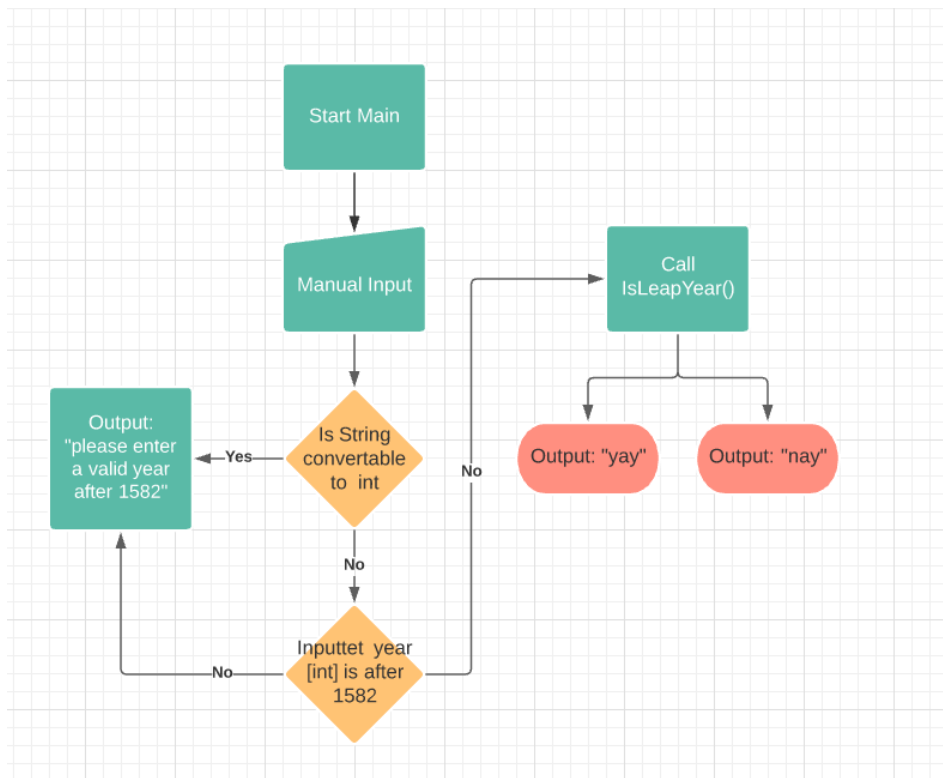 Start Main
Manual Input
Call
IsLeapYear()
Output:
"please enter
a valid year
after 1582"
Yes
Is String
convertable
to int
No
Output: "yay"
Output: "nay"
No
Inputtet year
[int] is after
1582
No